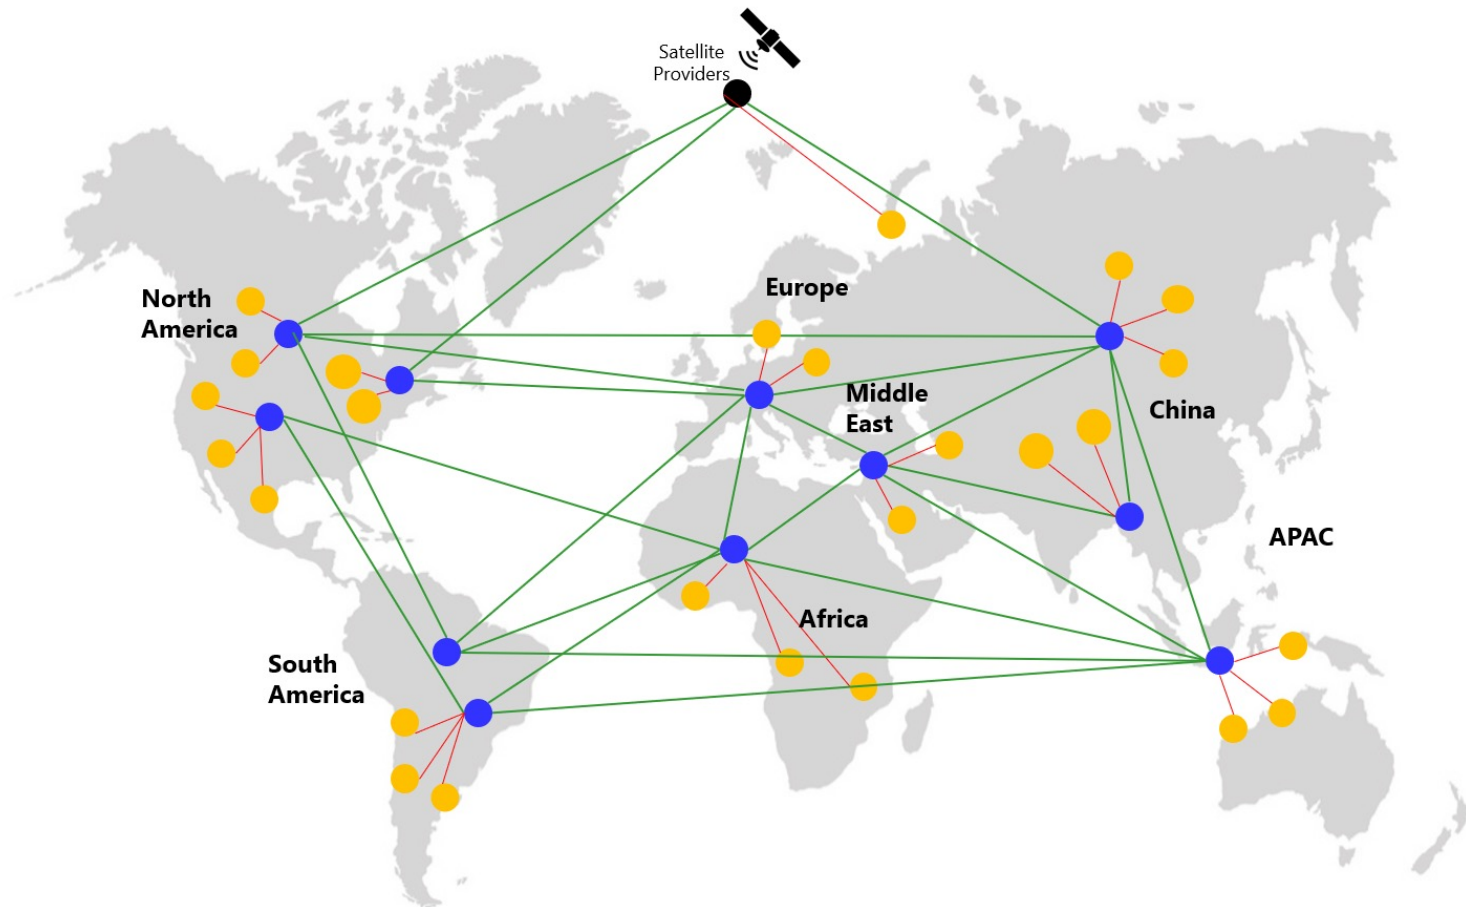 Satellite
Providers
Europe
North
America
Middle
East
China
APAC
Africa
South
America